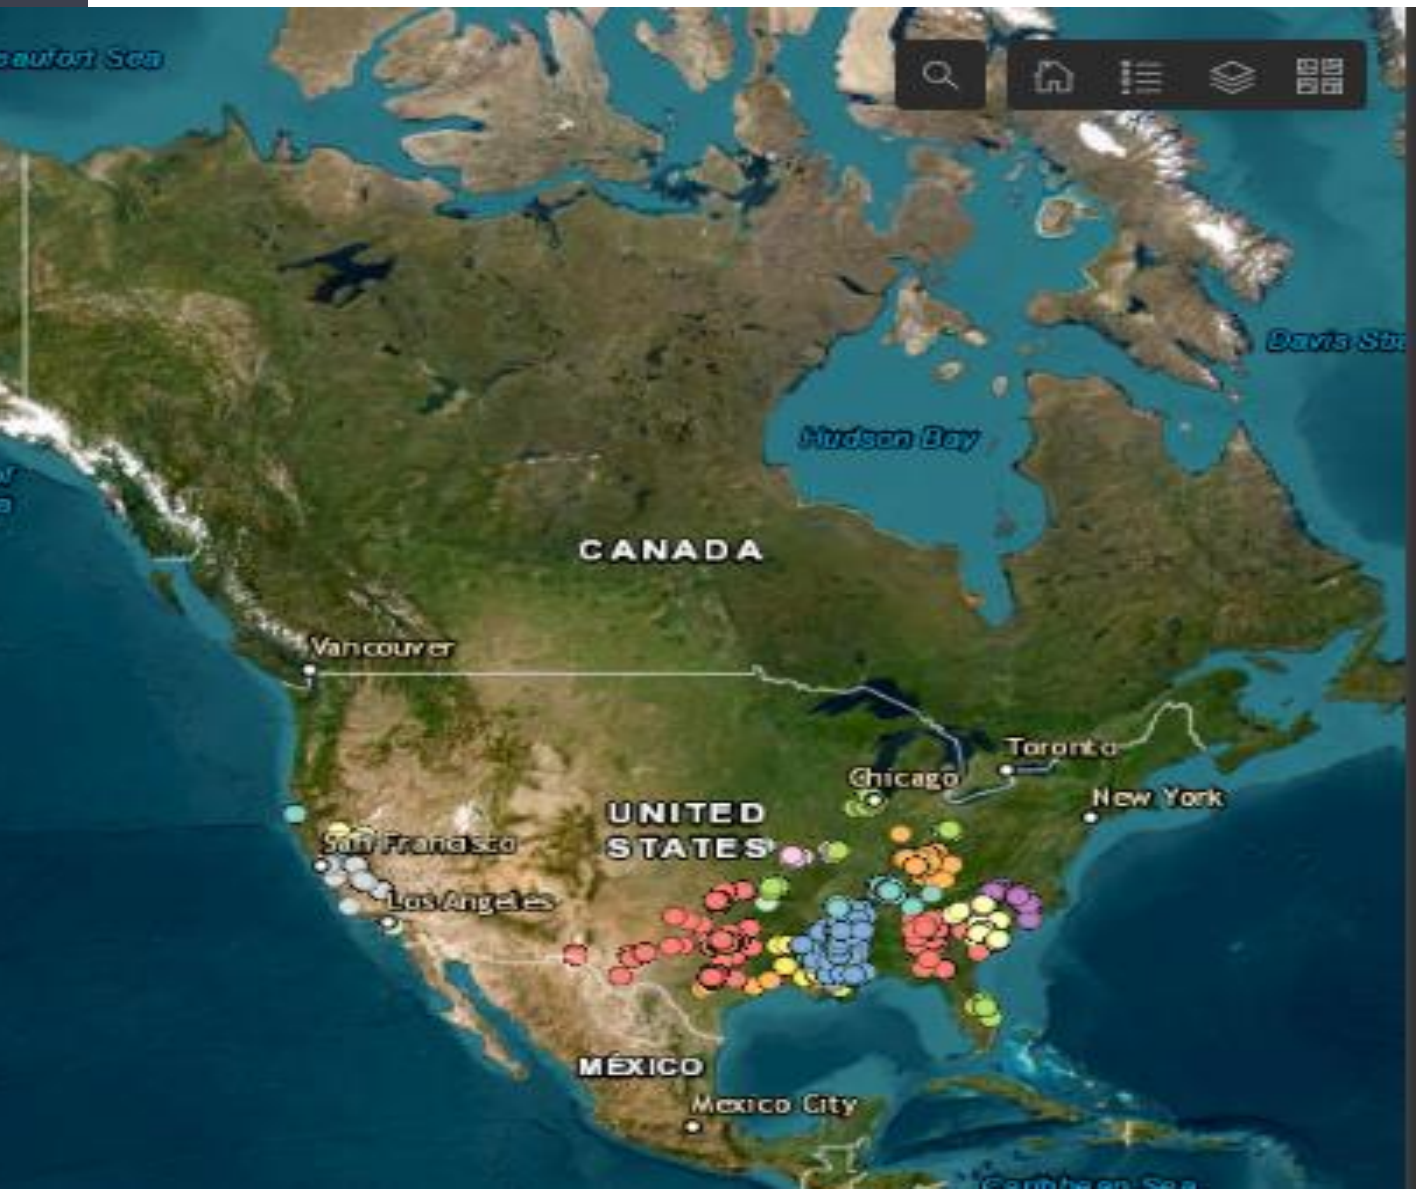 Beaufort Sea
Davis Str
Hudson Bay
CANADA
Vancouver
Toronto
Chicago
New York
UNITED
STATES
San Francisco
Los Angeles
MÉXICO
Mexico City
Caribbean Sea